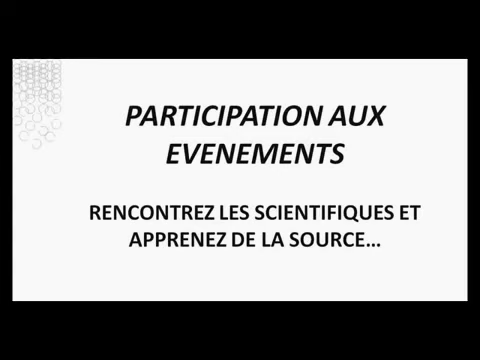 PARTICIPATION AUX
EVENEMENTS
RENCONTREZ LES SCIENTIFIQUES ET
APPRENEZ DE LA SOURCE…